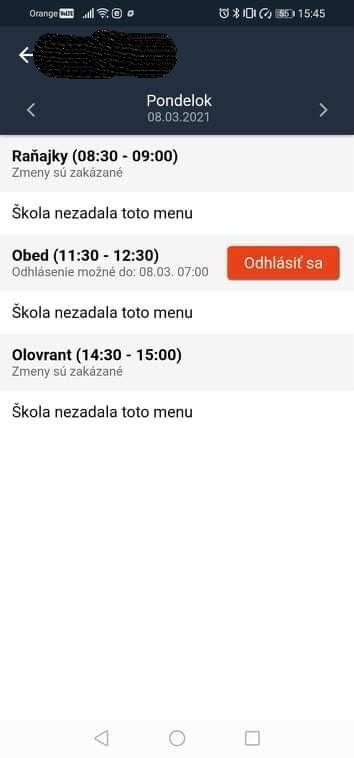 Orange 15:45
Pondelok
08.03.2021
Raňajky (08:30 - 09:00)
Zmeny sú zakázané
Škola nezadala toto menu
Obed (11:30 - 12:30)
Odhlásenie možné do: 08.03. 07:00
Odhlásiť sa
Škola nezadala toto menu
Olovrant (14:30 - 15:00)
Zmeny sú zakázané
Škola nezadala toto menu